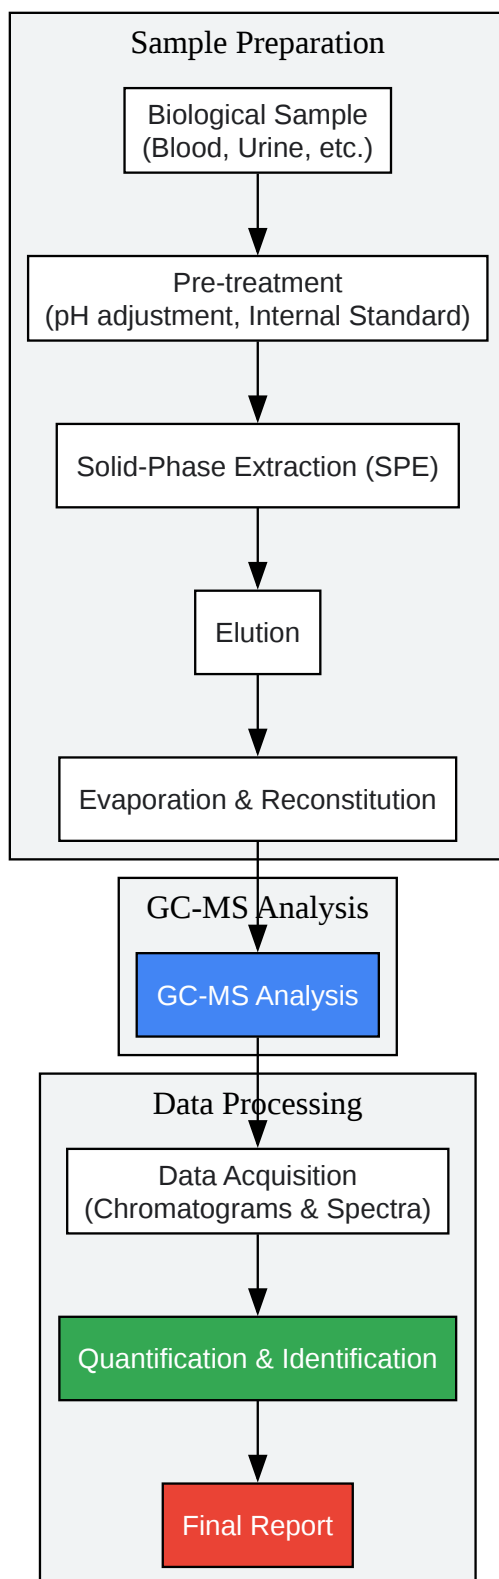 Sample Preparation
Biological Sample
(Blood, Urine, etc.)
Pre-treatment
(pH adjustment, Internal Standard)
Solid-Phase Extraction (SPE)
Elution
Evaporation & Reconstitution
GC-MS Analysis
GC-MS Analysis
Data Processing
Data Acquisition
(Chromatograms & Spectra)
Quantification & Identification
Final Report